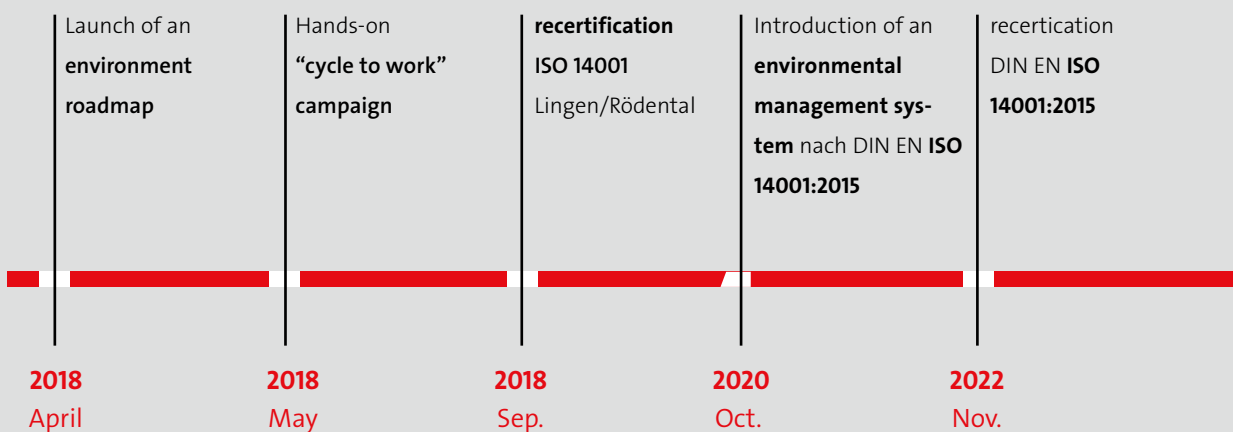 Launch of an
environment
roadmap
Hands-on
“cycle to work”
campaign
recertification
ISO 14001
Lingen/Rödental
Introduction of an
environmental
management sys-
tem nach DIN EN ISO
14001:2015
recertication
DIN EN ISO
14001:2015
2018
April
2018
May
2018
Sep.
2020
Oct.
2022
Nov.